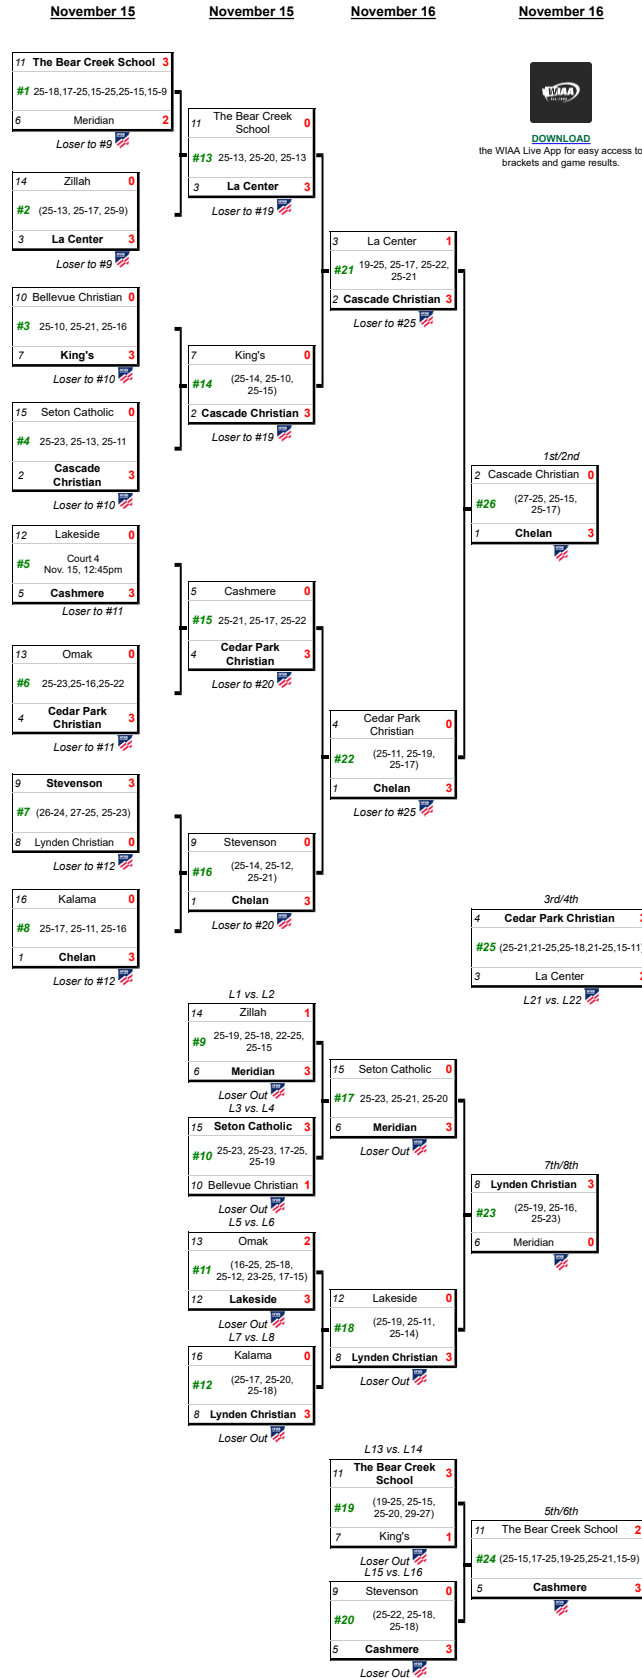 November 15
November 15
November 16
November 16
11 The Bear Creek School 3
#1 25-18,17-25,15-25,25-15,15-9
6 Meridian 2
Loser to #9
14 Zillah 0
#2 (25-13, 25-17, 25-9)
3 La Center 3
Loser to #9
10 Bellevue Christian 0
#3 25-10, 25-21, 25-16
7 King's 3
Loser to #10
15 Seton Catholic 0
#4 25-23, 25-13, 25-11
2 Cascade
Christian 3
Loser to #10
12 Lakeside 0
#5 Court 4
Nov. 15, 12:45pm
5 Cashmere 3
Loser to #11
13 Omak 0
#6 25-23,25-16,25-22
4 Cedar Park
Christian 3
Loser to #11
9 Stevenson 3
#7 (26-24, 27-25, 25-23)
8 Lynden Christian 0
Loser to #12
16 Kalama 0
#8 25-17, 25-11, 25-16
1 Chelan 3
Loser to #12
11 The Bear Creek
School 0
#13 25-13, 25-20, 25-13
3 La Center 3
Loser to #19
7 King's 0
#14 (25-14, 25-10,
25-15)
2 Cascade Christian 3
Loser to #19
5 Cashmere 0
#15 25-21, 25-17, 25-22
4 Cedar Park
Christian 3
Loser to #20
9 Stevenson 0
#16 (25-14, 25-12,
25-21)
1 Chelan 3
Loser to #20
L1 vs. L2
14 Zillah 1
#9 25-19, 25-18, 22-25,
25-15
6 Meridian 3
Loser Out
L3 vs. L4
15 Seton Catholic 3
#10 25-23, 25-23, 17-25,
25-19
10 Bellevue Christian 1
Loser Out
L5 vs. L6
13 Omak 2
#11 (16-25, 25-18,
25-12, 23-25, 17-15)
12 Lakeside 3
Loser Out
L7 vs. L8
16 Kalama 0
#12 (25-17, 25-20,
25-18)
8 Lynden Christian 3
Loser Out
3 La Center 1
#21 19-25, 25-17, 25-22,
25-21
2 Cascade Christian 3
Loser to #25
4 Cedar Park
Christian 0
#22 (25-11, 25-19,
25-17)
1 Chelan 3
Loser to #25
15 Seton Catholic 0
#17 25-23, 25-21, 25-20
6 Meridian 3
Loser Out
12 Lakeside 0
#18 (25-19, 25-11,
25-14)
8 Lynden Christian 3
Loser Out
L13 vs. L14
11 The Bear Creek
School 3
#19 (19-25, 25-15,
25-20, 29-27)
7 King's 1
Loser Out
L15 vs. L16
9 Stevenson 0
#20 (25-22, 25-18,
25-18)
5 Cashmere 3
Loser Out
WIAA
DOWNLOAD
the WIAA Live App for easy access to
brackets and game results.
1st/2nd
2 Cascade Christian 0
#26 (27-25, 25-15,
25-17)
1 Chelan 3
3rd/4th
4 Cedar Park Christian
#25 (25-21,21-25,25-18,21-25,15-11
3 La Center
L21 vs. L22
7th/8th
8 Lynden Christian 3
#23 (25-19, 25-16,
25-23)
6 Meridian 0
5th/6th
11 The Bear Creek School 2
#24 (25-15,17-25,19-25,25-21,15-9)
5 Cashmere 3